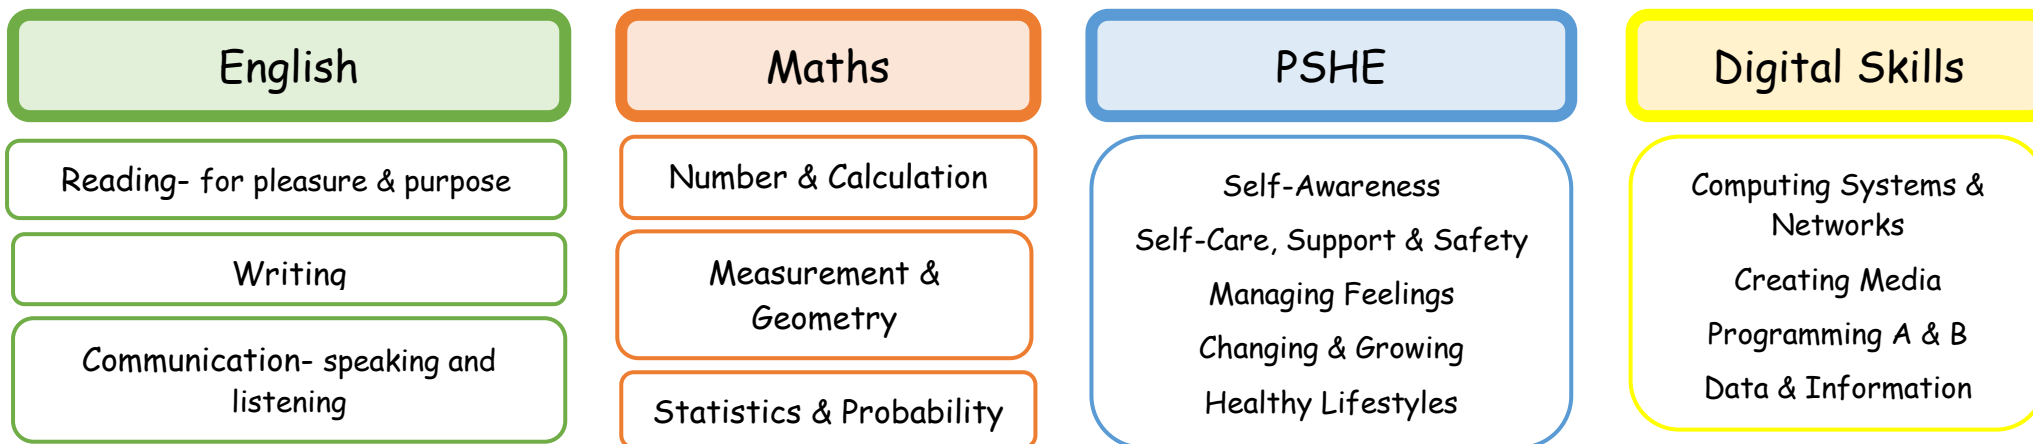 English
Reading- for pleasure & purpose
Writing
Communication- speaking and
listening
Maths
Number & Calculation
Measurement &
Geometry
Statistics & Probability
PSHE
Self-Awareness
Self-Care, Support & Safety
Managing Feelings
Changing & Growing
Healthy Lifestyles
Digital Skills
Computing Systems &
Networks
Creating Media
Programming A & B
Data & Information